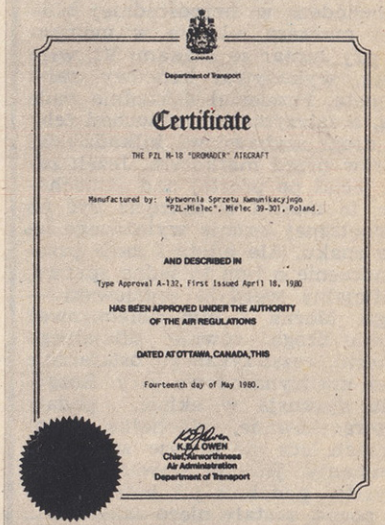 CANADA
Department of Transport
Certificate
THE PZL M-18 "DROMADER" AIRCRAFT
Manufactured by: Wytwornia Sprzetu Komunikacyjngo
"PZL-Mielec", Mielec 39-301, Poland.
AND DESCRIBED IN
Type Approval A-132, First Issued April 18, 1980
HAS BEEN APPROVED UNDER THE AUTHORITY
OF THE AIR REGULATIONS
DATED AT OTTAWA, CANADA, THIS
Fourteenth day of May 1980.
K.D.J. OWEN
Chief, Airworthiness
Air Administration
Department of Transport